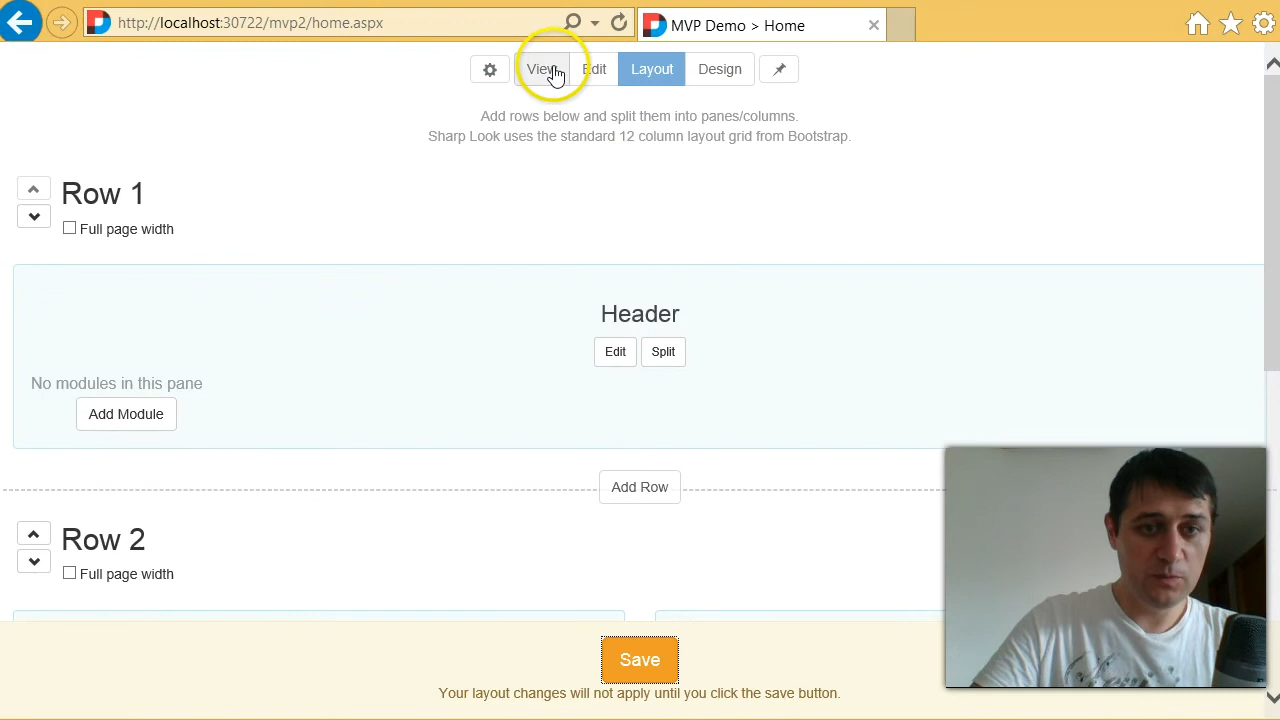 http://localhost:30722/mvp2/home.aspx
MVP Demo > Home
View Edit Layout Design
Add rows below and split them into panes/columns.
Sharp Look uses the standard 12 column layout grid from Bootstrap.
Row 1
Full page width
Header
Edit Split
No modules in this pane
Add Module
Add Row
Row 2
Full page width
Save
Your layout changes will not apply until you click the save button.